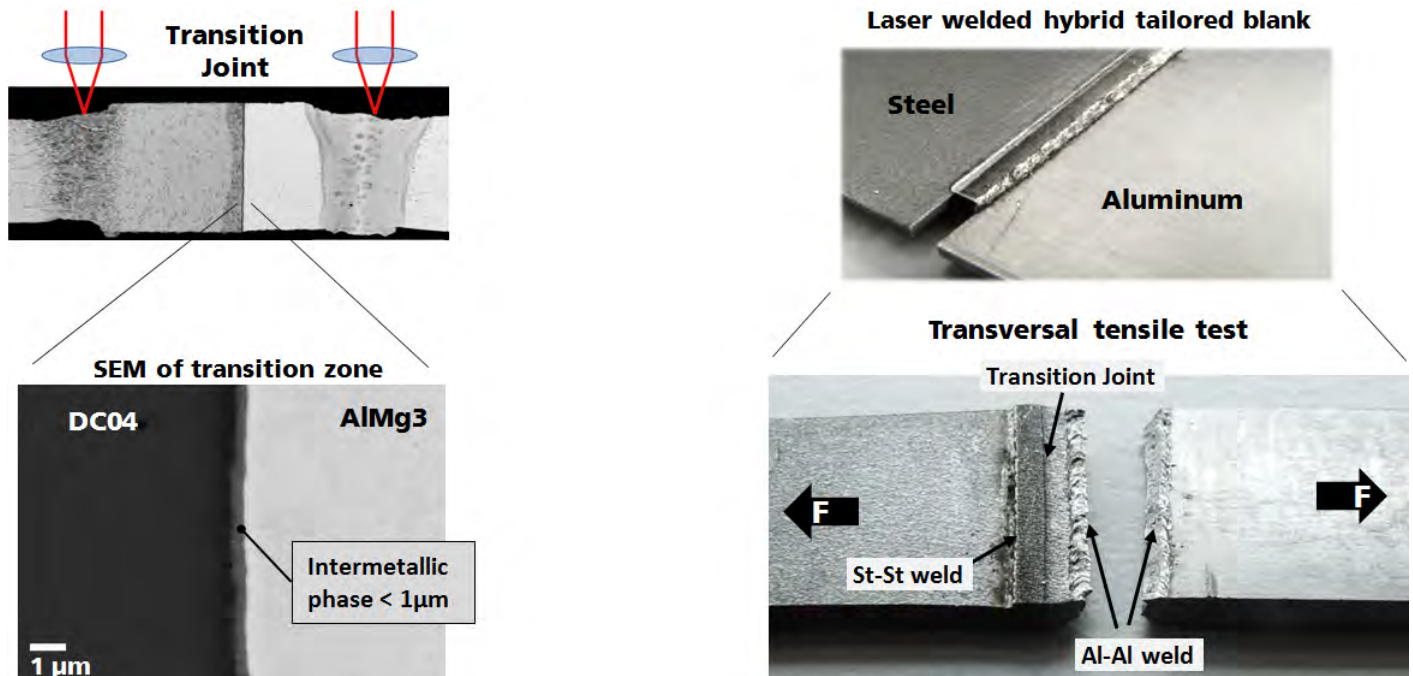 Transition
Joint
SEM of transition zone
DC04
AlMg3
Intermetallic
phase < 1µm
1 µm
Laser welded hybrid tailored blank
Steel
Aluminum
Transversal tensile test
Transition Joint
F
F
St-St weld
Al-Al weld